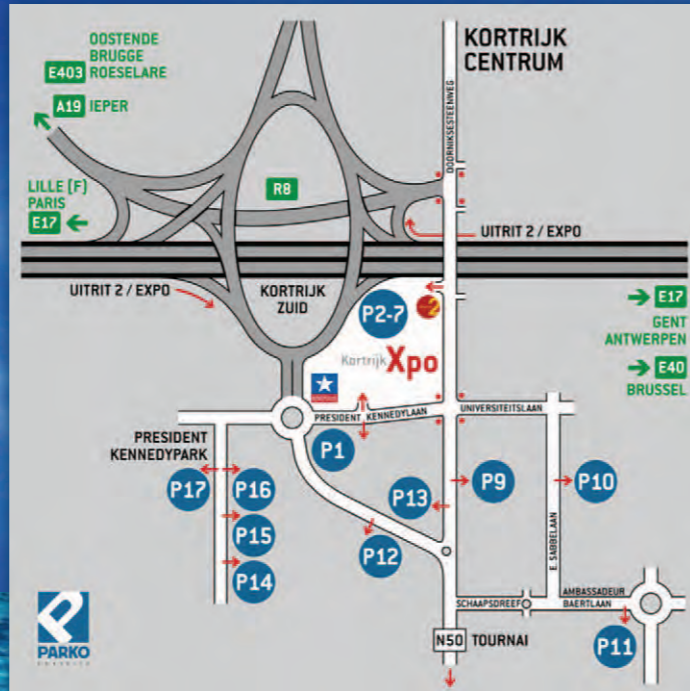 OOSTENDE
BRUGGE
E403 ROESELARE
A19 IEPER
KORTRIJK
CENTRUM
DOORNIKSESTEENWEG
LILLE (F)
PARIS
E17
R8
UITRIT 2 / EXPO
UITRIT 2 / EXPO
KORTRIJK
ZUID
P2-7
2
Kortrijk Xpo
E17
GENT
ANTWERPEN
E40
BRUSSEL
PRESIDENT KENNEDYLAAN
UNIVERSITEITSLAAN
PRESIDENT
KENNEDYPARK
P1
P17
P16
P13
P9
P10
P15
P12
P14
E. SABBELAAN
SCHAAPSDREEF
AMBASSADEUR
BAERTLAAN
N50 TOURNAI
P11
PARKO